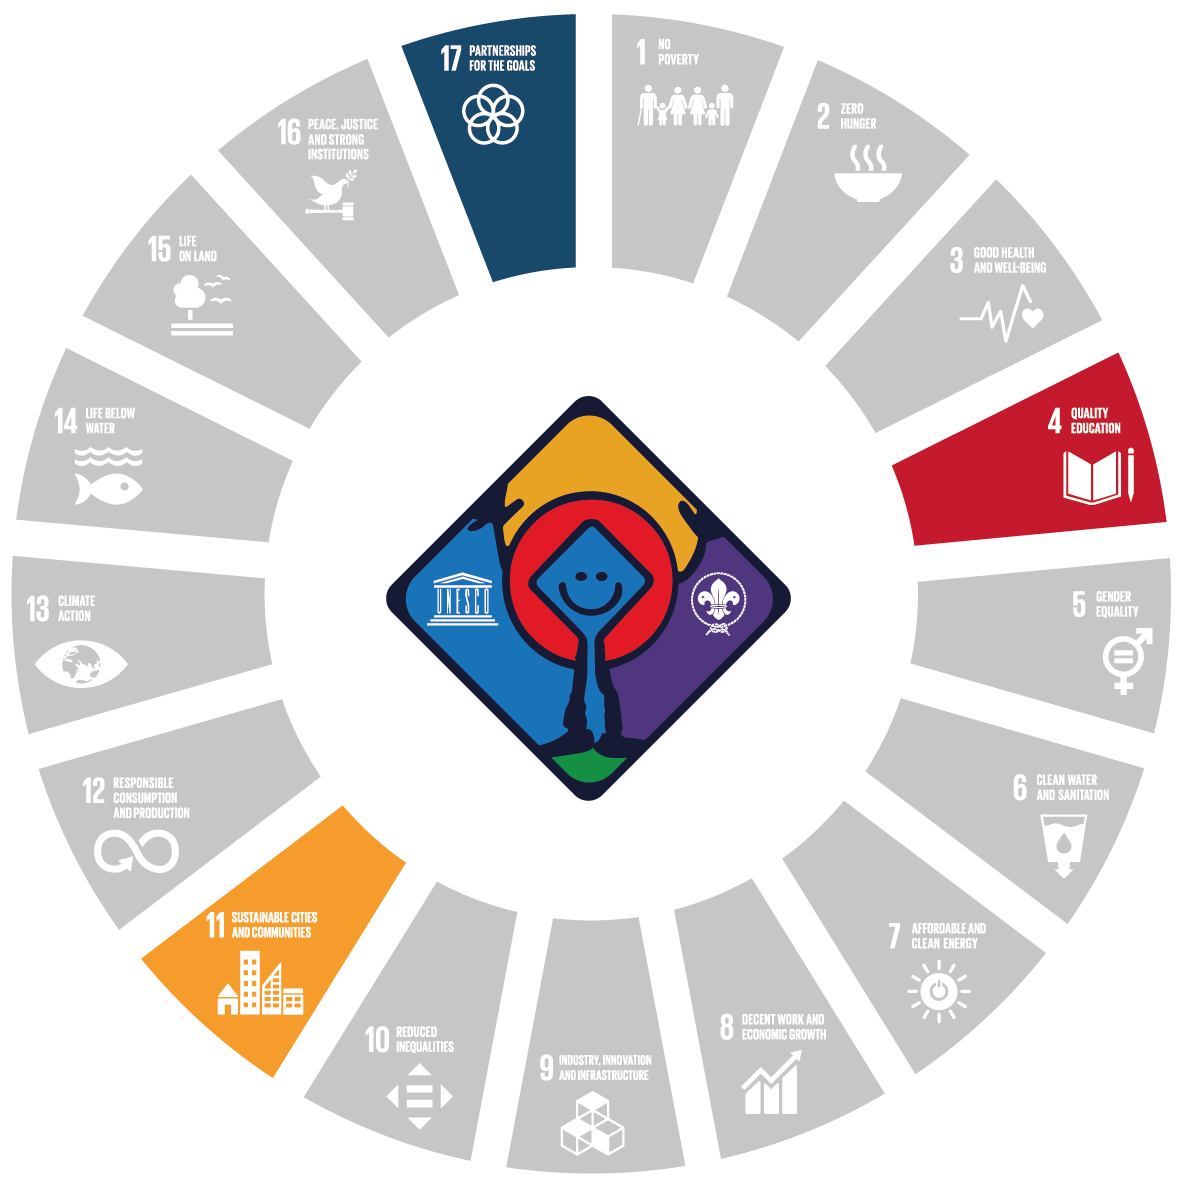 1 NO
POVERTY
2 ZERO
HUNGER
3 GOOD HEALTH
AND WELL-BEING
4 QUALITY
EDUCATION
5 GENDER
EQUALITY
6 CLEAN WATER
AND SANITATION
7 AFFORDABLE AND
CLEAN ENERGY
8 DECENT WORK AND
ECONOMIC GROWTH
9 INDUSTRY, INNOVATION
AND INFRASTRUCTURE
10 REDUCED
INEQUALITIES
11 SUSTAINABLE CITIES
AND COMMUNITIES
12 RESPONSIBLE
CONSUMPTION
AND PRODUCTION
13 CLIMATE
ACTION
14 LIFE BELOW
WATER
15 LIFE
ON LAND
16 PEACE, JUSTICE
AND STRONG
INSTITUTIONS
17 PARTNERSHIPS
FOR THE GOALS
UNESCO